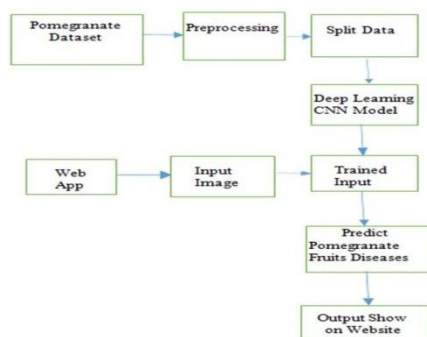 Pomegranate
Dataset
Preprocessing
Split Data
Deep Learning
CNN Model
Web
App
Input
Image
Trained
Input
Predict
Pomegranate
Fruits Diseases
Output Show
on Website